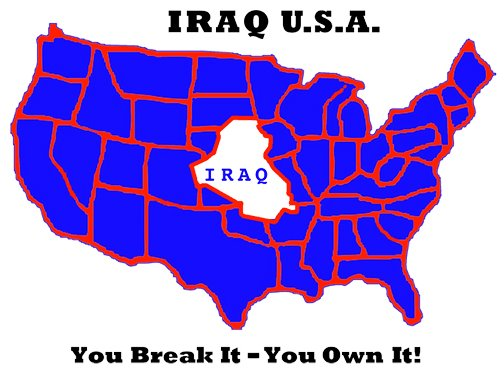 IRAQ U.S.A.
IRAQ
You Break It – You Own It!